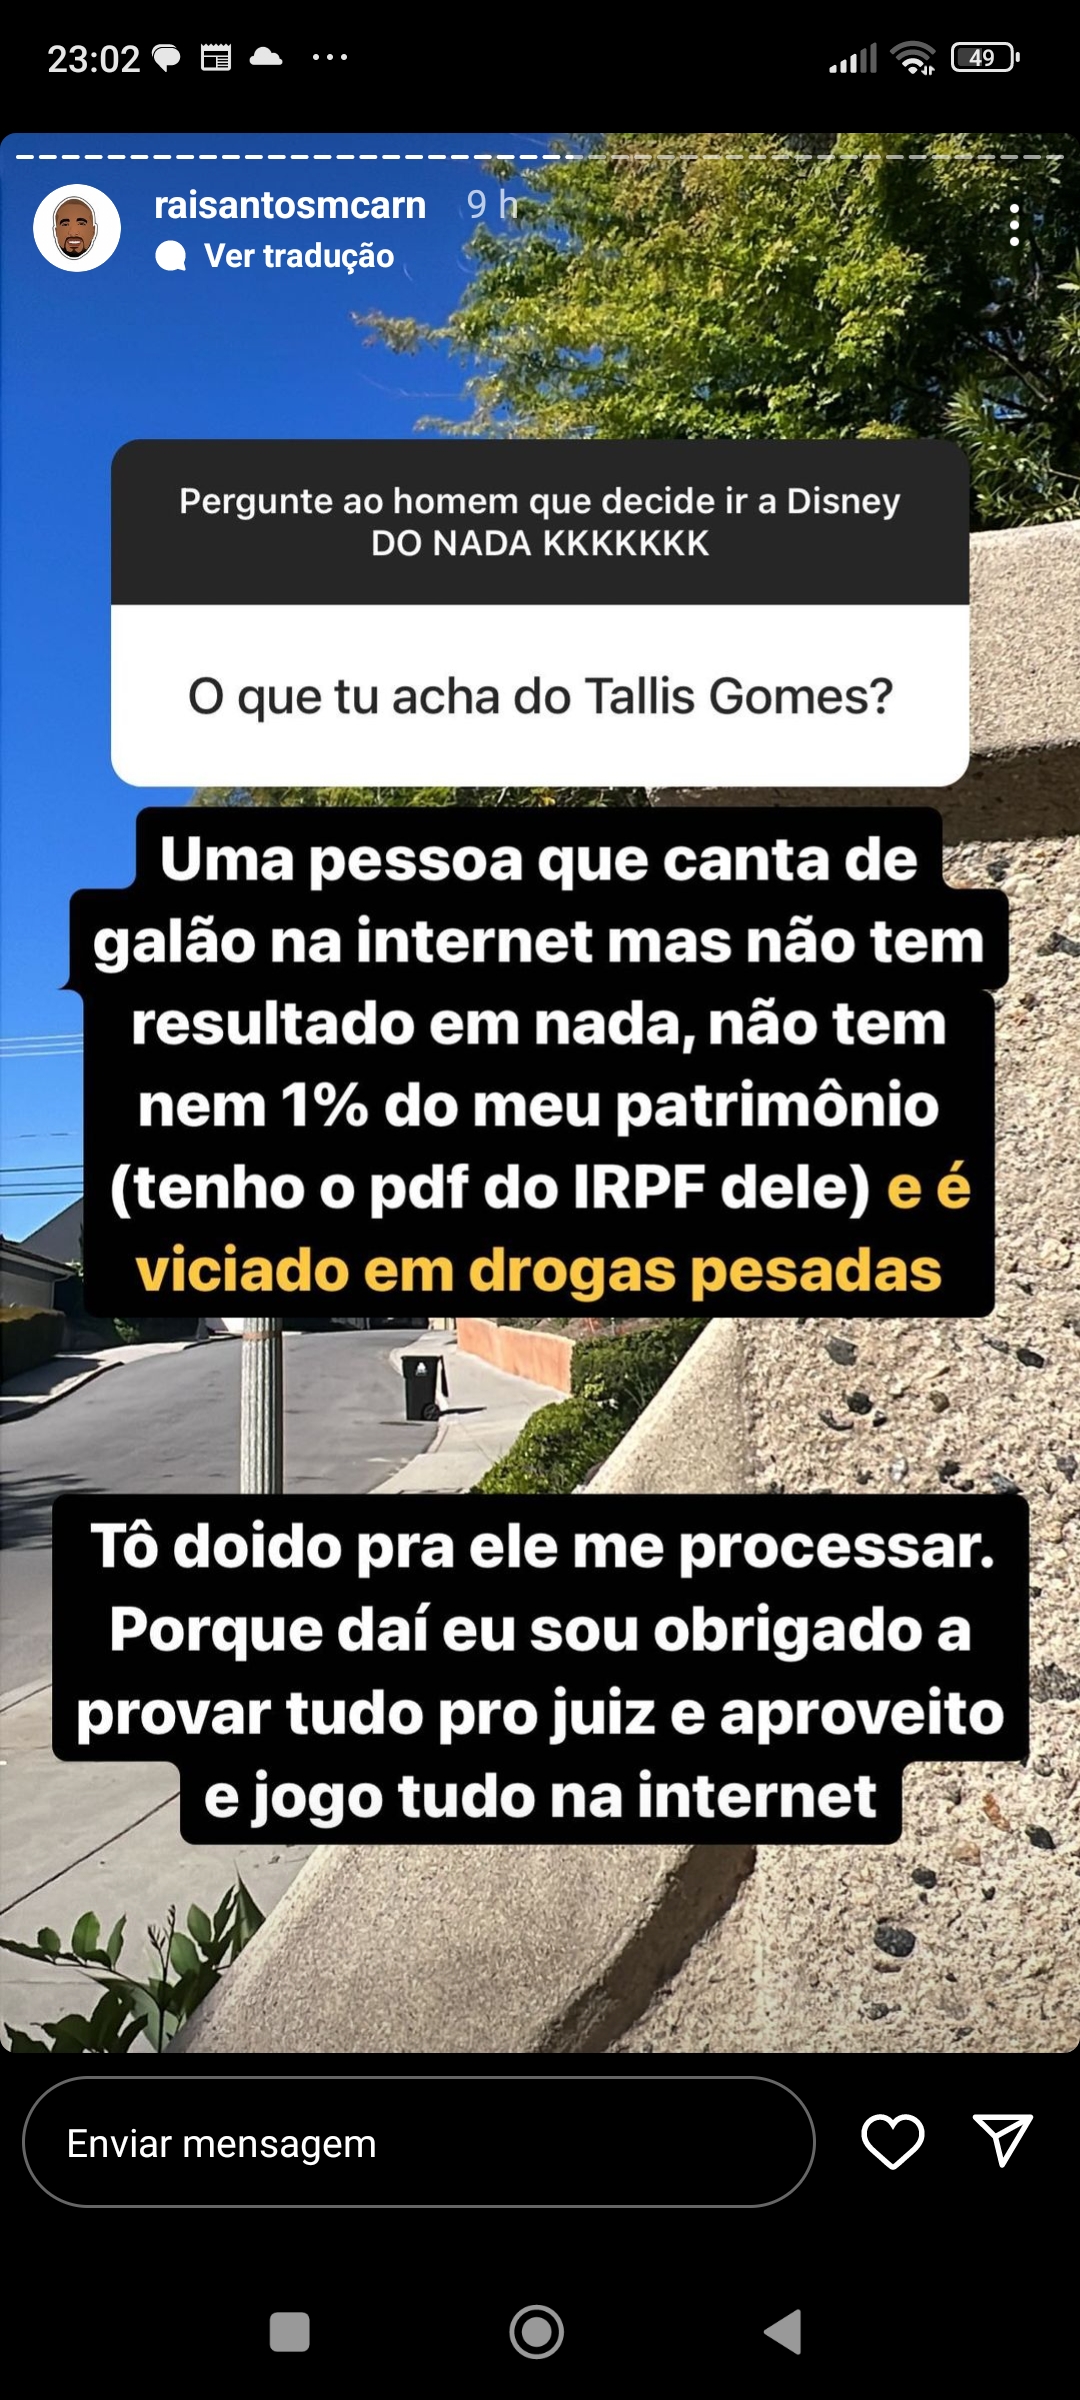 23:02
49
raisantosmcarn 9 h
Ver tradução
Pergunte ao homem que decide ir a Disney
DO NADA KKKKKKK
O que tu acha do Tallis Gomes?
Uma pessoa que canta de
galão na internet mas não tem
resultado em nada, não tem
nem 1% do meu patrimônio
(tenho o pdf do IRPF dele) e é
viciado em drogas pesadas
Tô doido pra ele me processar.
Porque daí eu sou obrigado a
provar tudo pro juiz e aproveito
e jogo tudo na internet
Enviar mensagem